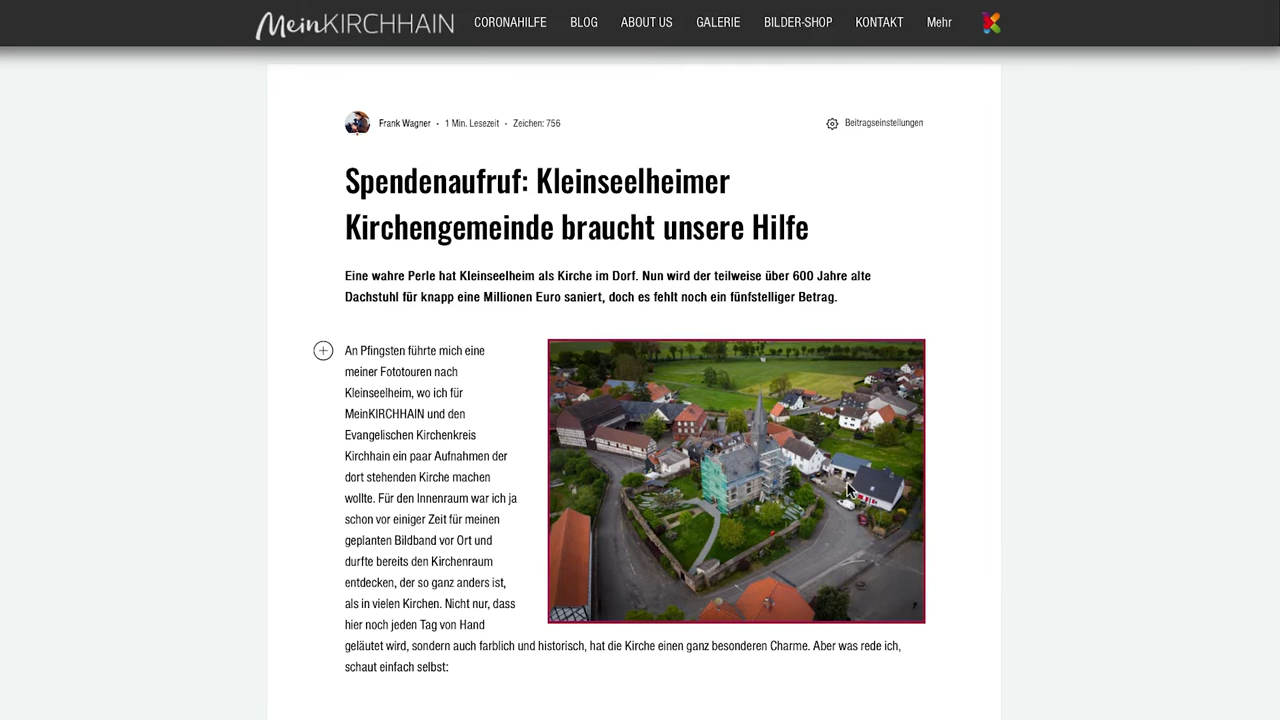 MeinKIRCHHAIN CORONAHILFE BLOG ABOUT US GALERIE BILDER-SHOP KONTAKT Mehr
Frank Wagner · 1 Min. Lesezeit · Zeichen: 756 Beitragseinstellungen
Spendenaufruf: Kleinseelheimer
Kirchengemeinde braucht unsere Hilfe
Eine wahre Perle hat Kleinseelheim als Kirche im Dorf. Nun wird der teilweise über 600 Jahre alte
Dachstuhl für knapp eine Millionen Euro saniert, doch es fehlt noch ein fünfstelliger Betrag.
An Pfingsten führte mich eine
meiner Fototouren nach
Kleinseelheim, wo ich für
MeinKIRCHHAIN und den
Evangelischen Kirchenkreis
Kirchhain ein paar Aufnahmen der
dort stehenden Kirche machen
wollte. Für den Innenraum war ich ja
schon vor einiger Zeit für meinen
geplanten Bildband vor Ort und
durfte bereits den Kirchenraum
entdecken, der so ganz anders ist,
als in vielen Kirchen. Nicht nur, dass
hier noch jeden Tag von Hand
geläutet wird, sondern auch farblich und historisch, hat die Kirche einen ganz besonderen Charme. Aber was rede ich,
schaut einfach selbst: